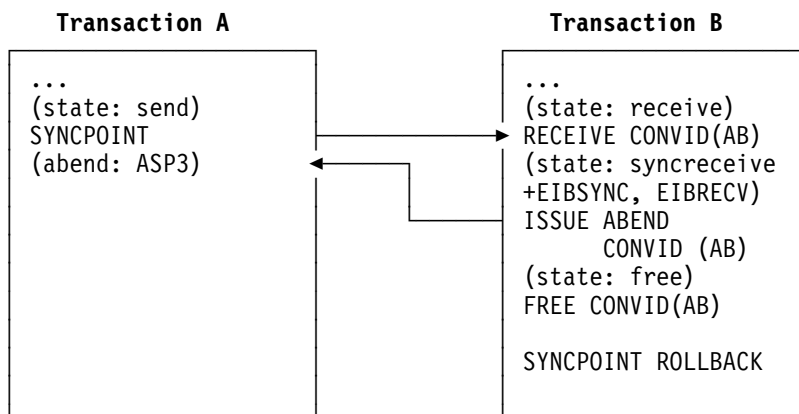 Transaction A
...
(state: send)
SYNCPOINT
(abend: ASP3)
Transaction B
...
(state: receive)
RECEIVE CONVID(AB)
(state: syncreceive
+EIBSYNC, EIBRECV)
ISSUE ABEND
CONVID (AB)
(state: free)
FREE CONVID(AB)
SYNCPOINT ROLLBACK